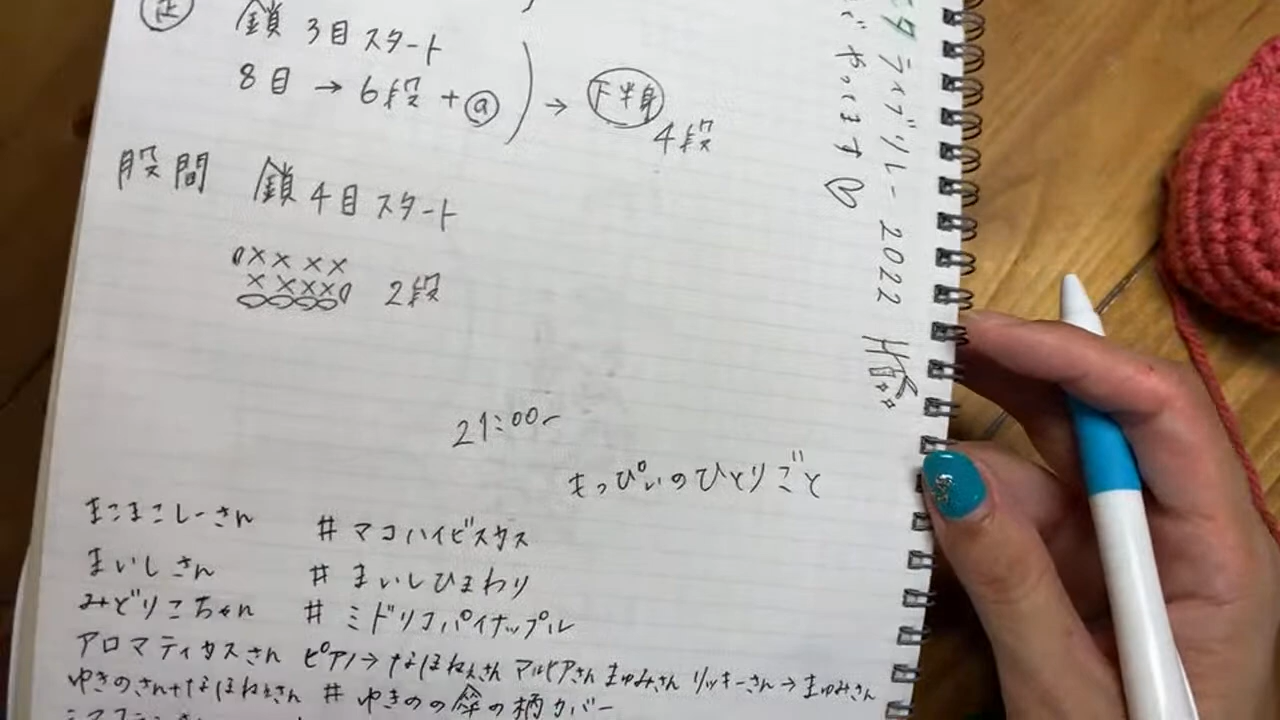 正
鎖 3目 スタート
8目 → 6段 + ⓐ → 下半身
4段
股間 鎖 4目 スタート
0×× ××
×××× 2段
21:00〜
もっぴぃのひとりごと
まこまこしーさん # マコハイビスカス
まいしさん # まいしひまわり
みどりこちゃん # ミドリコパイナップル
アロマティカスさん ピアノ→なほねぇさん マルピアさん まゆみさん リッキーさん→まゆみさん
ゆきのさん+なほねぇさん # ゆきのの傘の柄カバー
ライブリレー 2022
でやってます♡